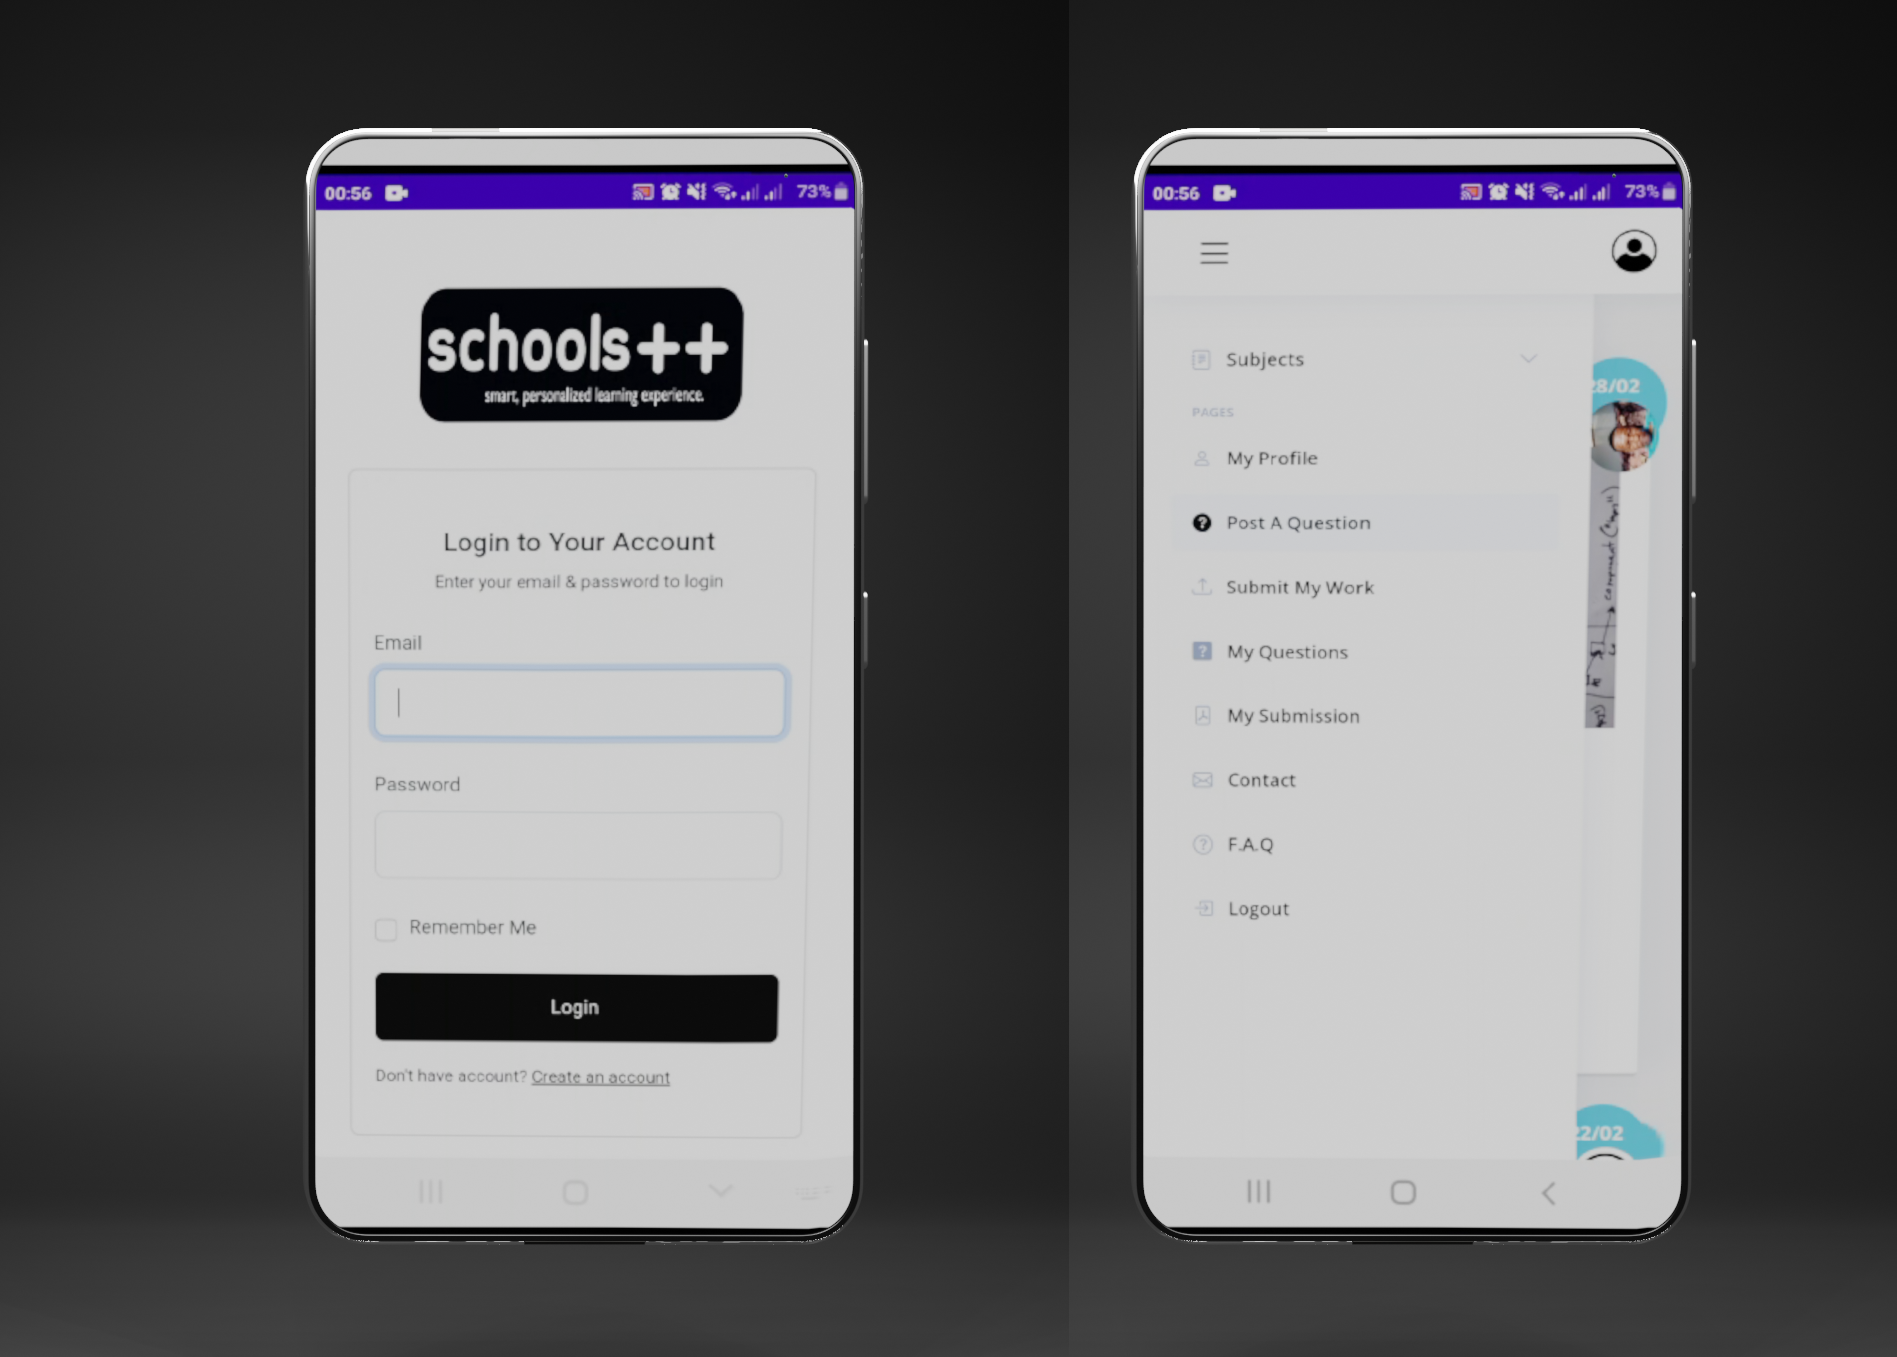 00:56
73%
schools++
smart, personalized learning experience.
Login to Your Account
Enter your email & password to login
Email
Password
Remember Me
Login
Don't have account? Create an account
00:56
73%
Subjects
28/02
PAGES
My Profile
Post A Question
Submit My Work
My Questions
My Submission
Contact
F.A.Q
Logout
22/02